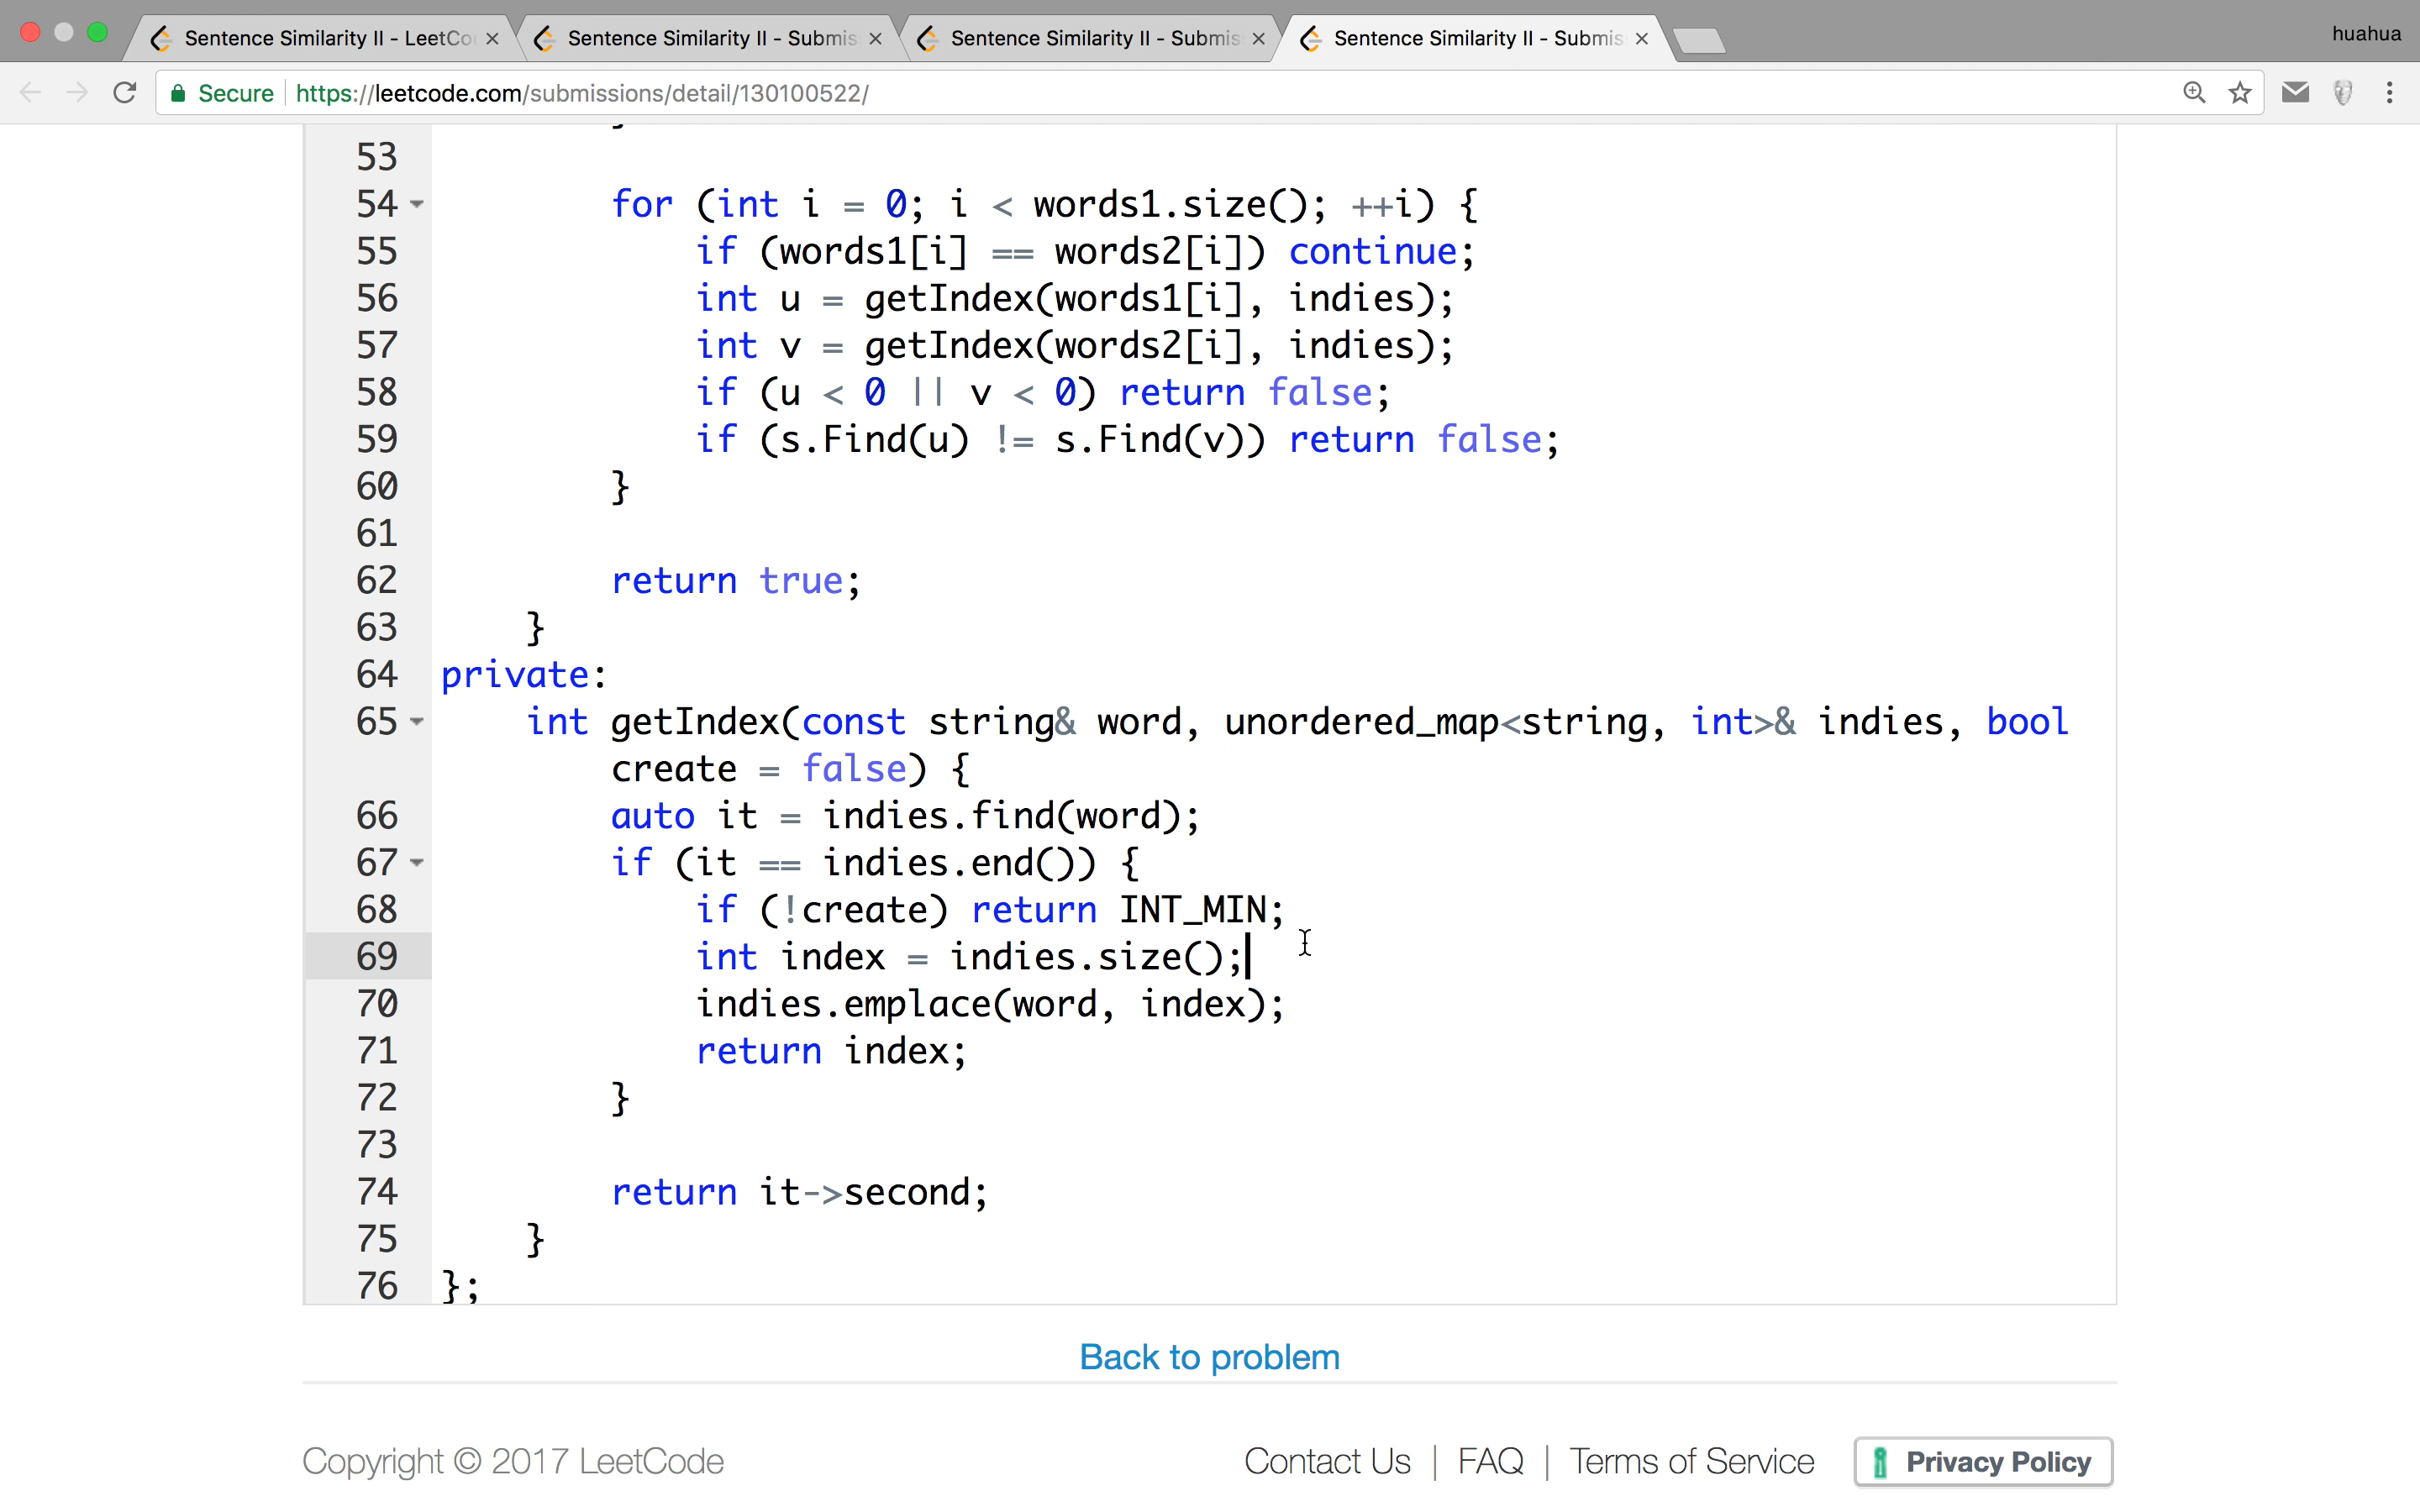 Sentence Similarity II - LeetCo
Sentence Similarity II - Submis
Sentence Similarity II - Submis
Sentence Similarity II - Submis
huahua
Secure https://leetcode.com/submissions/detail/130100522/
53
54 for (int i = 0; i < words1.size(); ++i) {
55 if (words1[i] == words2[i]) continue;
56 int u = getIndex(words1[i], indies);
57 int v = getIndex(words2[i], indies);
58 if (u < 0 || v < 0) return false;
59 if (s.Find(u) != s.Find(v)) return false;
60 }
61
62 return true;
63 }
64 private:
65 int getIndex(const string& word, unordered_map<string, int>& indies, bool
create = false) {
66 auto it = indies.find(word);
67 if (it == indies.end()) {
68 if (!create) return INT_MIN;
69 int index = indies.size();
70 indies.emplace(word, index);
71 return index;
72 }
73
74 return it->second;
75 }
76 };
Back to problem
Copyright © 2017 LeetCode
Contact Us | FAQ | Terms of Service Privacy Policy